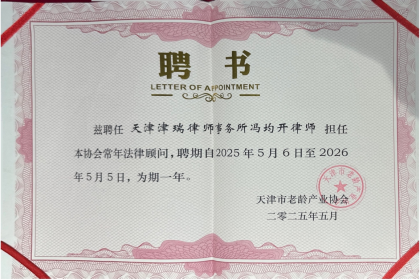 聘书
LETTER OF APPOINTMENT
兹聘任 天津津瑞律师事务所冯均开律师 担任
本协会常年法律顾问，聘期自2025年5月6日至2026
年5月5日，为期一年。
天津市老龄产业协会
二零二五年五月